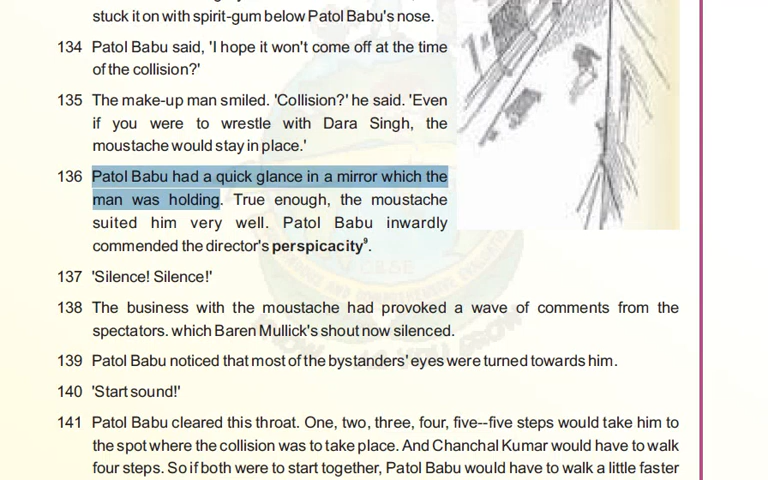 stuck it on with spirit-gum below Patol Babu's nose.
134 Patol Babu said, 'I hope it won't come off at the time
of the collision?'
135 The make-up man smiled. 'Collision?' he said. 'Even
if you were to wrestle with Dara Singh, the
moustache would stay in place.'
136 Patol Babu had a quick glance in a mirror which the
man was holding. True enough, the moustache
suited him very well. Patol Babu inwardly
commended the director's perspicacity⁹.
137 'Silence! Silence!'
138 The business with the moustache had provoked a wave of comments from the
spectators. which Baren Mullick's shout now silenced.
139 Patol Babu noticed that most of the bystanders' eyes were turned towards him.
140 'Start sound!'
141 Patol Babu cleared this throat. One, two, three, four, five--five steps would take him to
the spot where the collision was to take place. And Chanchal Kumar would have to walk
four steps. So if both were to start together, Patol Babu would have to walk a little faster